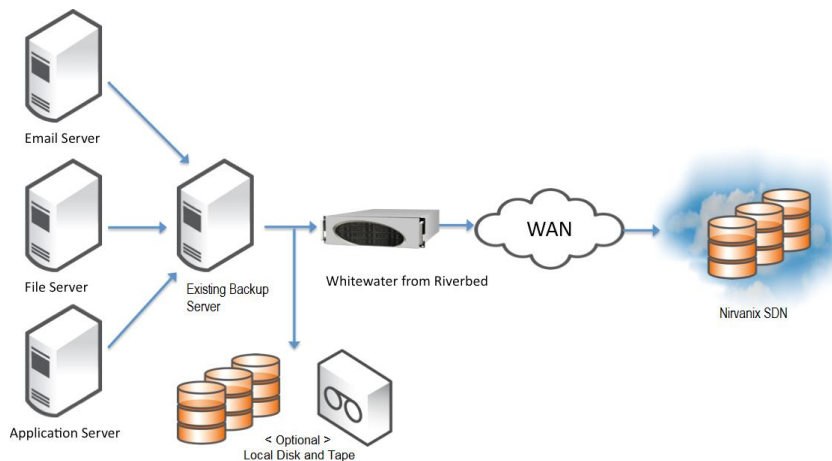 Email Server
File Server
Application Server
Existing Backup
Server
< Optional >
Local Disk and Tape
Whitewater from Riverbed
WAN
Nirvanix SDN